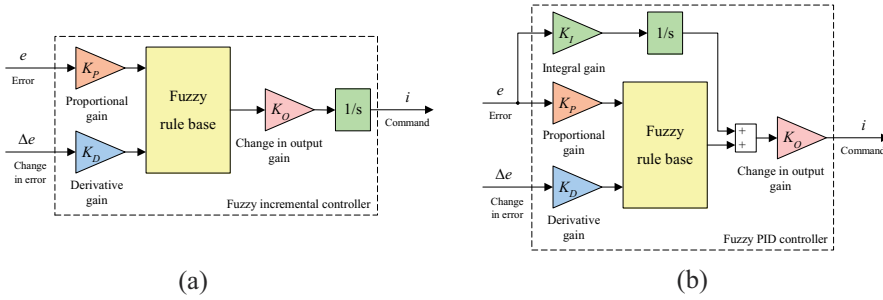 e
Error
K_P
Proportional
gain
Δe
Change
in error
K_D
Derivative
gain
Fuzzy
rule base
K_O
Change in output
gain
1/s
i
Command
Fuzzy incremental controller
(a)
K_I
Integral gain
1/s
e
Error
K_P
Proportional
gain
Δe
Change
in error
K_D
Derivative
gain
Fuzzy
rule base
+
+
K_O
Change in output
gain
i
Command
Fuzzy PID controller
(b)